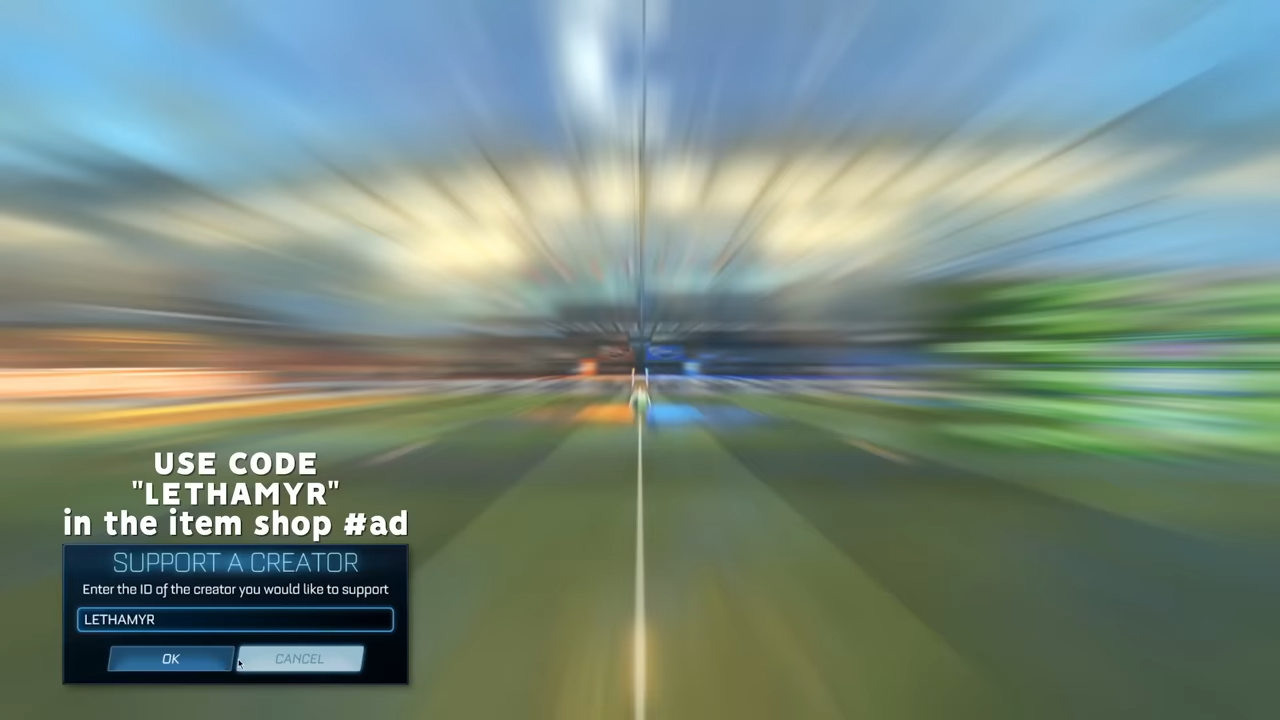 USE CODE
"LETHAMYR"
in the item shop #ad
SUPPORT A CREATOR
Enter the ID of the creator you would like to support
LETHAMYR
OK
CANCEL